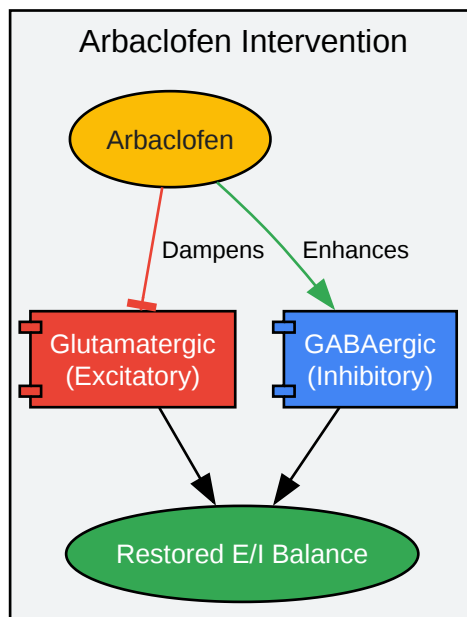 Arbaclofen Intervention
Arbaclofen
Dampens
Enhances
Glutamatergic
(Excitatory)
GABAergic
(Inhibitory)
Restored E/I Balance